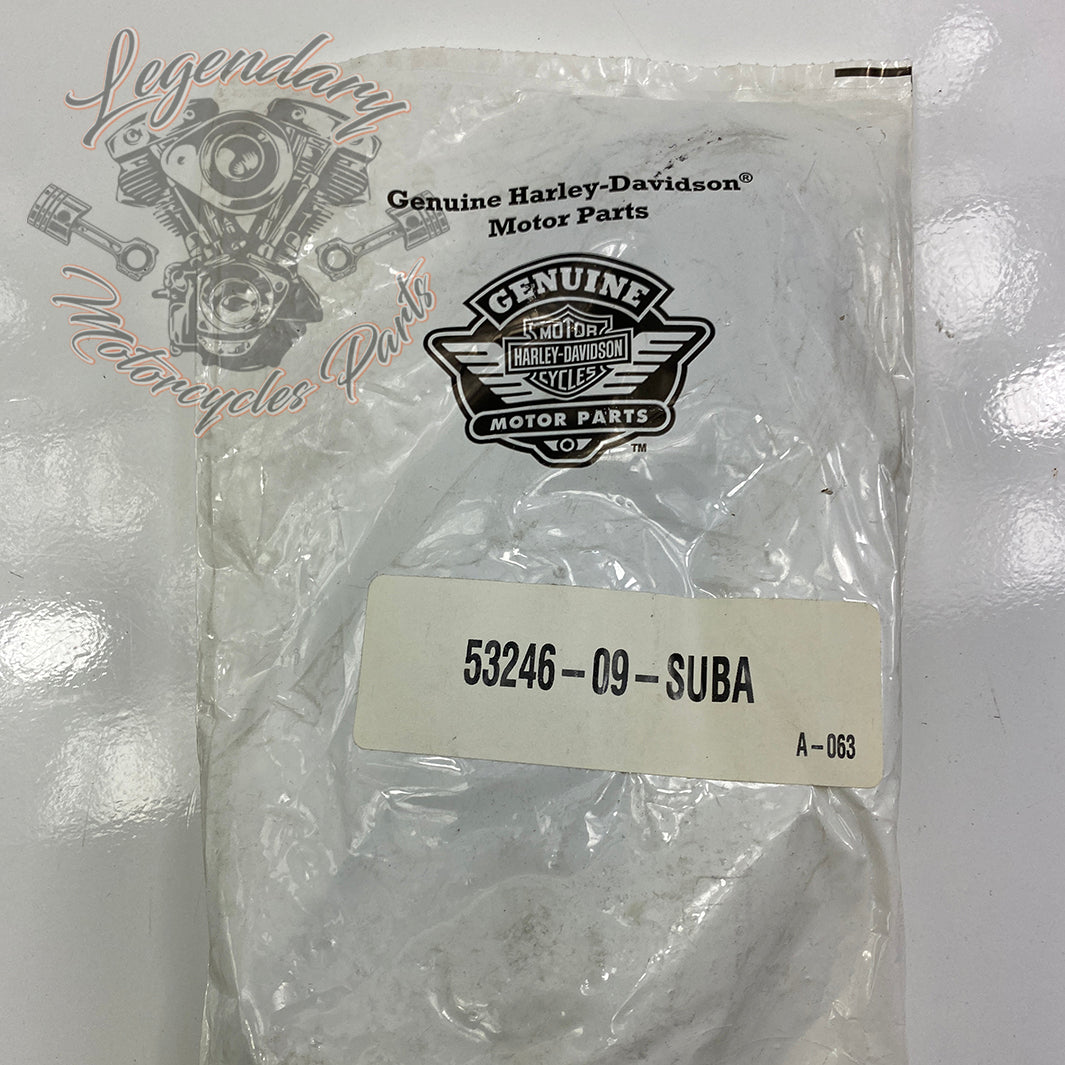 Legendary
Motorcycles Parts
Genuine Harley-Davidson®
Motor Parts
GENUINE
MOTOR
HARLEY-DAVIDSON
CYCLES
MOTOR PARTS
TM
53246-09-SUBA
A-063